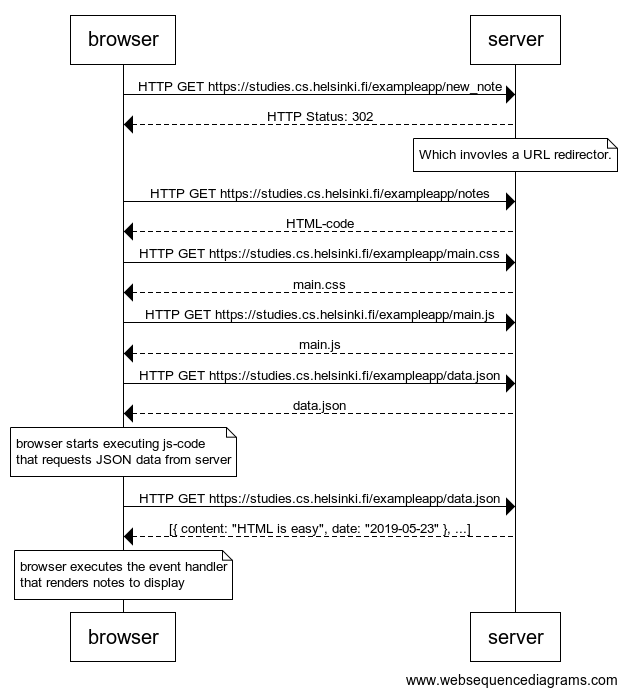 browser
server
HTTP GET https://studies.cs.helsinki.fi/exampleapp/new_note
HTTP Status: 302
Which invovles a URL redirector.
HTTP GET https://studies.cs.helsinki.fi/exampleapp/notes
HTML-code
HTTP GET https://studies.cs.helsinki.fi/exampleapp/main.css
main.css
HTTP GET https://studies.cs.helsinki.fi/exampleapp/main.js
main.js
HTTP GET https://studies.cs.helsinki.fi/exampleapp/data.json
data.json
browser starts executing js-code
that requests JSON data from server
HTTP GET https://studies.cs.helsinki.fi/exampleapp/data.json
[{ content: "HTML is easy", date: "2019-05-23" }, ...]
browser executes the event handler
that renders notes to display
browser
server
www.websequencediagrams.com